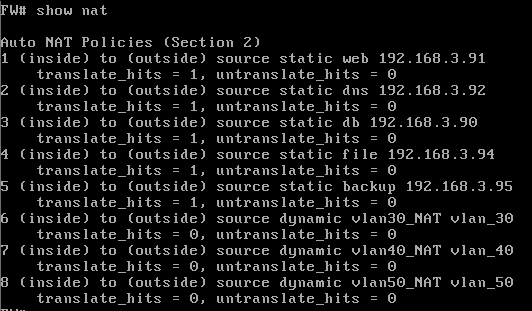 FW# show nat
Auto NAT Policies (Section 2)
1 (inside) to (outside) source static web 192.168.3.91
    translate_hits = 1, untranslate_hits = 0
2 (inside) to (outside) source static dns 192.168.3.92
    translate_hits = 1, untranslate_hits = 0
3 (inside) to (outside) source static db 192.168.3.90
    translate_hits = 1, untranslate_hits = 0
4 (inside) to (outside) source static file 192.168.3.94
    translate_hits = 1, untranslate_hits = 0
5 (inside) to (outside) source static backup 192.168.3.95
    translate_hits = 1, untranslate_hits = 0
6 (inside) to (outside) source dynamic vlan30_NAT vlan_30
    translate_hits = 0, untranslate_hits = 0
7 (inside) to (outside) source dynamic vlan40_NAT vlan_40
    translate_hits = 0, untranslate_hits = 0
8 (inside) to (outside) source dynamic vlan50_NAT vlan_50
    translate_hits = 0, untranslate_hits = 0